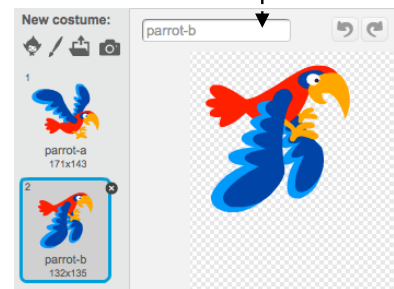 New costume:
parrot-b
1
parrot-a
171x143
2
parrot-b
132x135